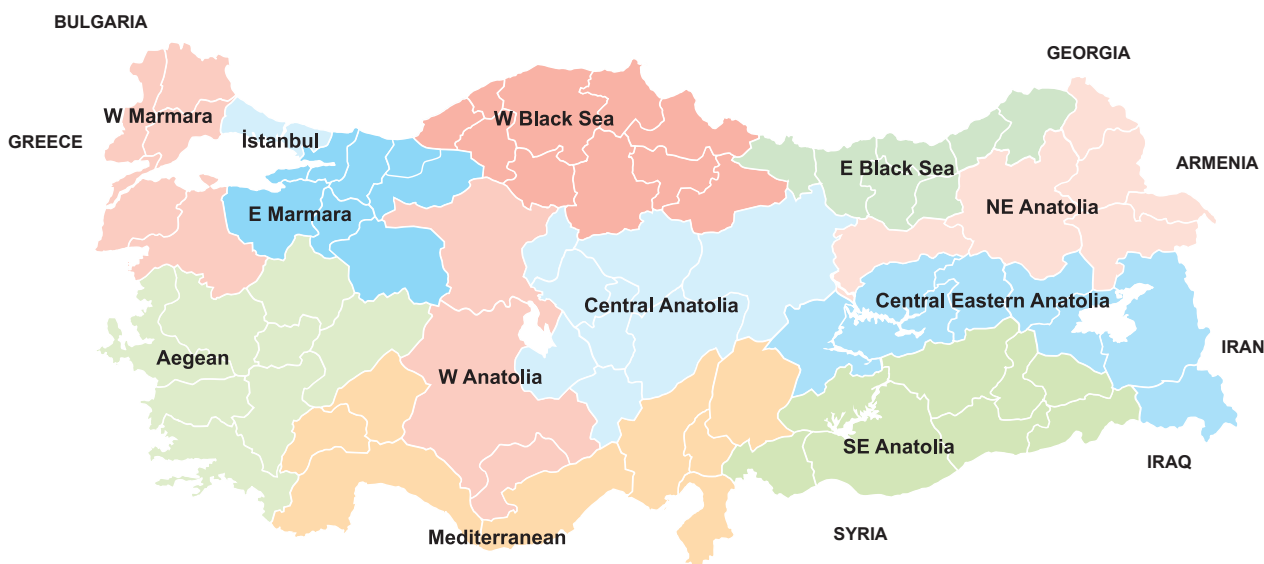 BULGARIA
GEORGIA
W Marmara
W Black Sea
GREECE
İstanbul
E Black Sea
ARMENIA
E Marmara
NE Anatolia
Central Anatolia
Central Eastern Anatolia
Aegean
IRAN
W Anatolia
SE Anatolia
IRAQ
Mediterranean
SYRIA